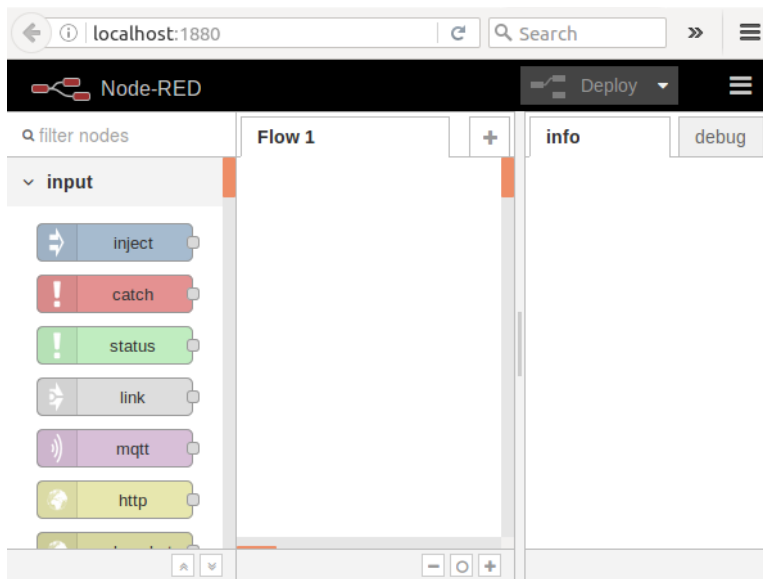 localhost:1880
Search
Node-RED
Deploy
filter nodes
Flow 1
info
debug
input
inject
catch
status
link
mqtt
http